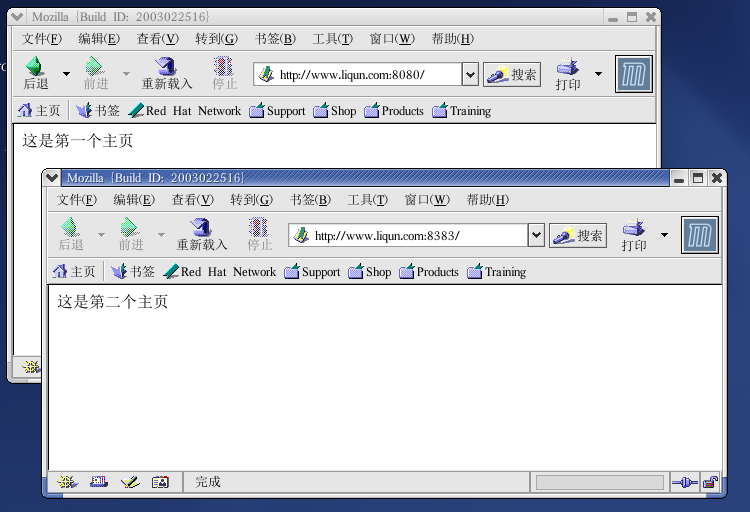 Mozilla {Build ID: 2003022516}
文件(F) 编辑(E) 查看(V) 转到(G) 书签(B) 工具(T) 窗口(W) 帮助(H)
后退 前进 重新载入 停止 http://www.liqun.com:8080/ 搜索 打印
主页 书签 Red Hat Network Support Shop Products Training
这是第一个主页
Mozilla {Build ID: 2003022516}
文件(F) 编辑(E) 查看(V) 转到(G) 书签(B) 工具(T) 窗口(W) 帮助(H)
后退 前进 重新载入 停止 http://www.liqun.com:8383/ 搜索 打印
主页 书签 Red Hat Network Support Shop Products Training
这是第二个主页
完成